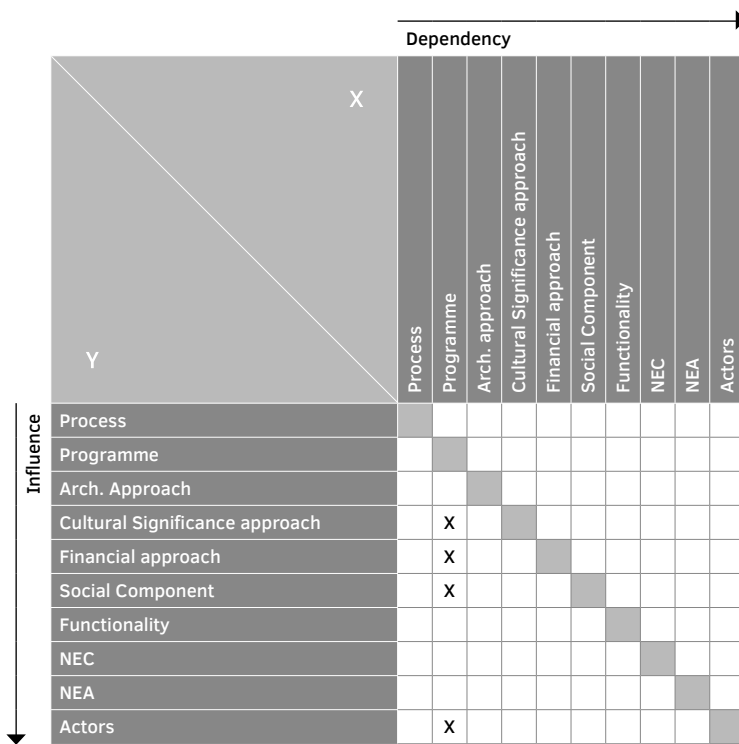 Dependency
X
Y
Process
Programme
Arch. approach
Cultural Significance approach
Financial approach
Social Component
Functionality
NEC
NEA
Actors
Influence
Process
Programme
Arch. Approach
Cultural Significance approach X
Financial approach X
Social Component X
Functionality
NEC
NEA
Actors X